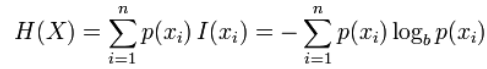 H(X) = \sum_{i=1}^{n} p(x_i) I(x_i) = -\sum_{i=1}^{n} p(x_i) \log_b p(x_i)